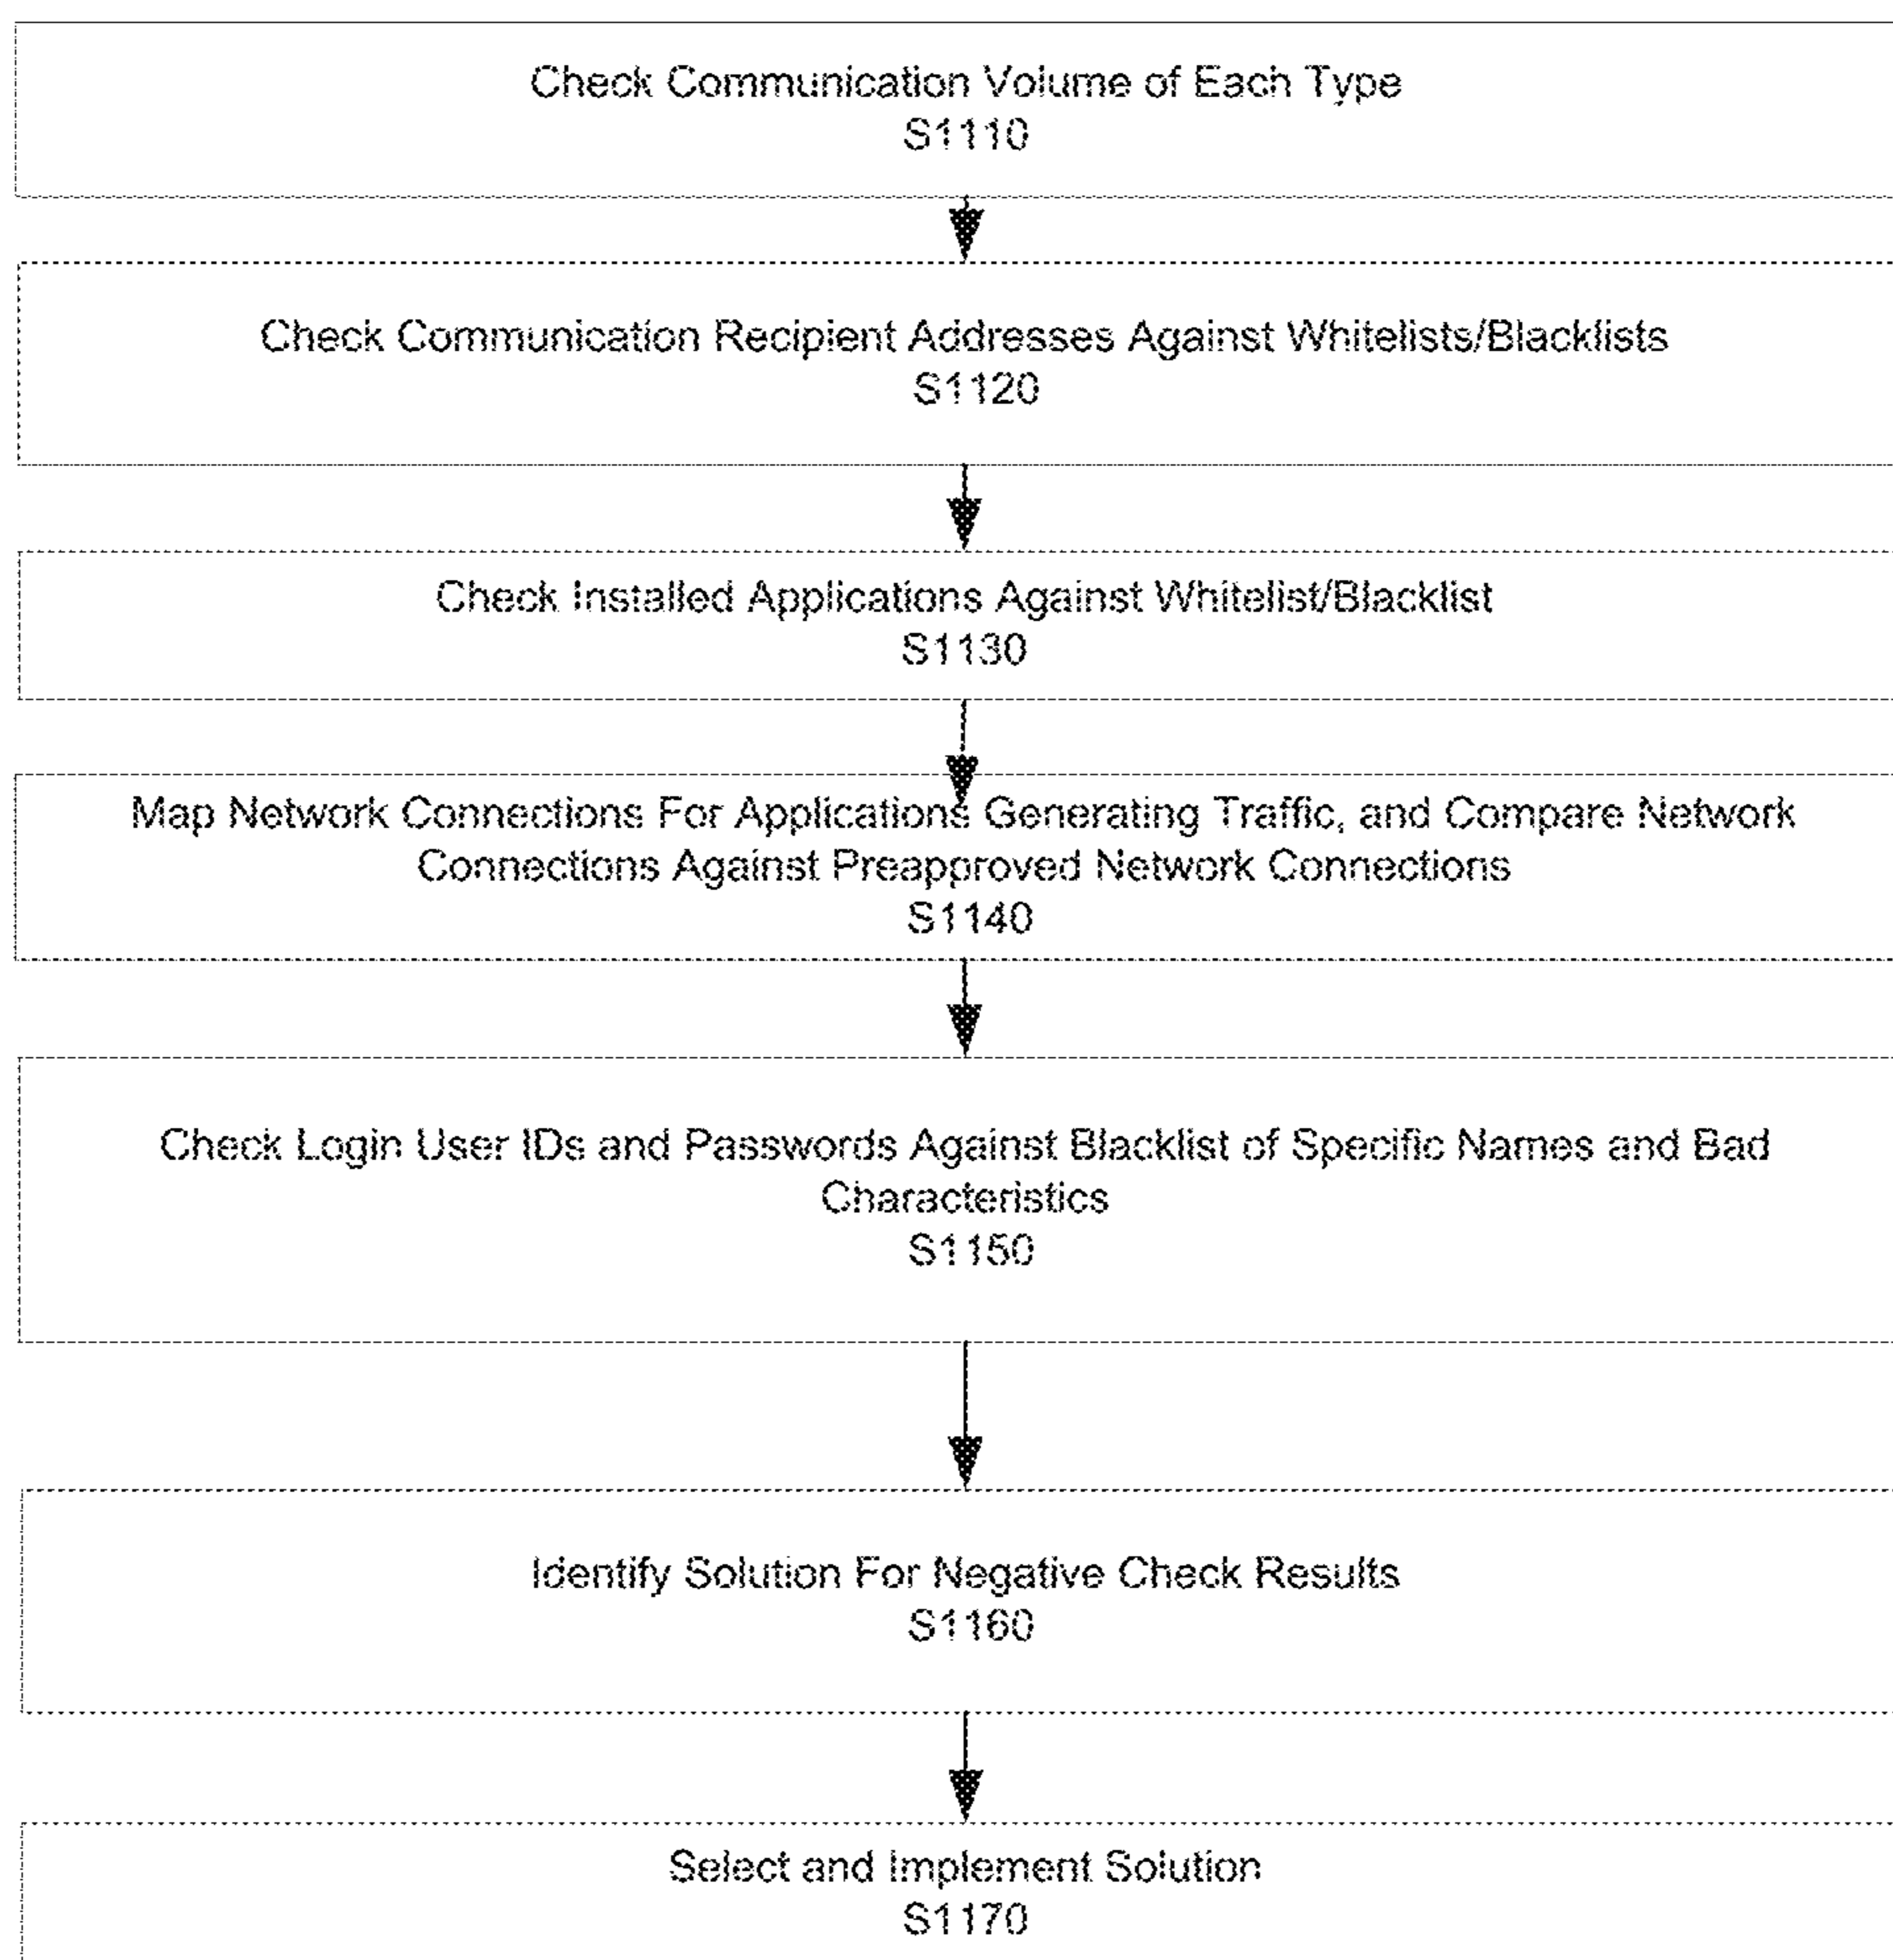 Check Communication Volume of Each Type
S1110
Check Communication Recipient Addresses Against Whitelists/Blacklists
S1120
Check Installed Applications Against Whitelist/Blacklist
S1130
Map Network Connections For Applications Generating Traffic, and Compare Network
Connections Against Preapproved Network Connections
S1140
Check Login User IDs and Passwords Against Blacklist of Specific Names and Bad
Characteristics
S1150
Identify Solution For Negative Check Results
S1160
Select and Implement Solution
S1170